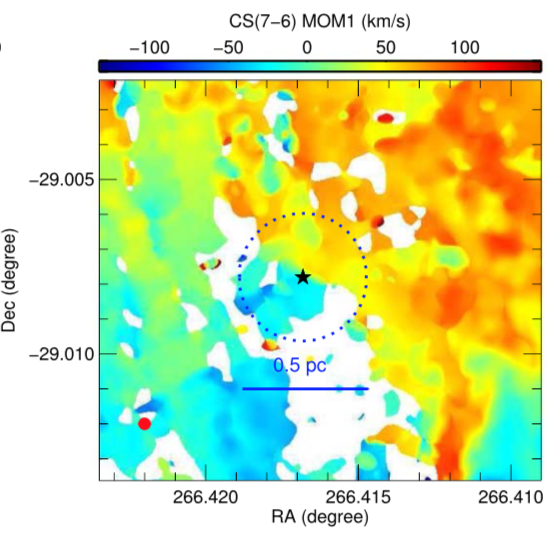 CS(7−6) MOM1 (km/s)
−100 −50 0 50 100
−29.005
Dec (degree)
−29.010
0.5 pc
266.420 266.415 266.410
RA (degree)